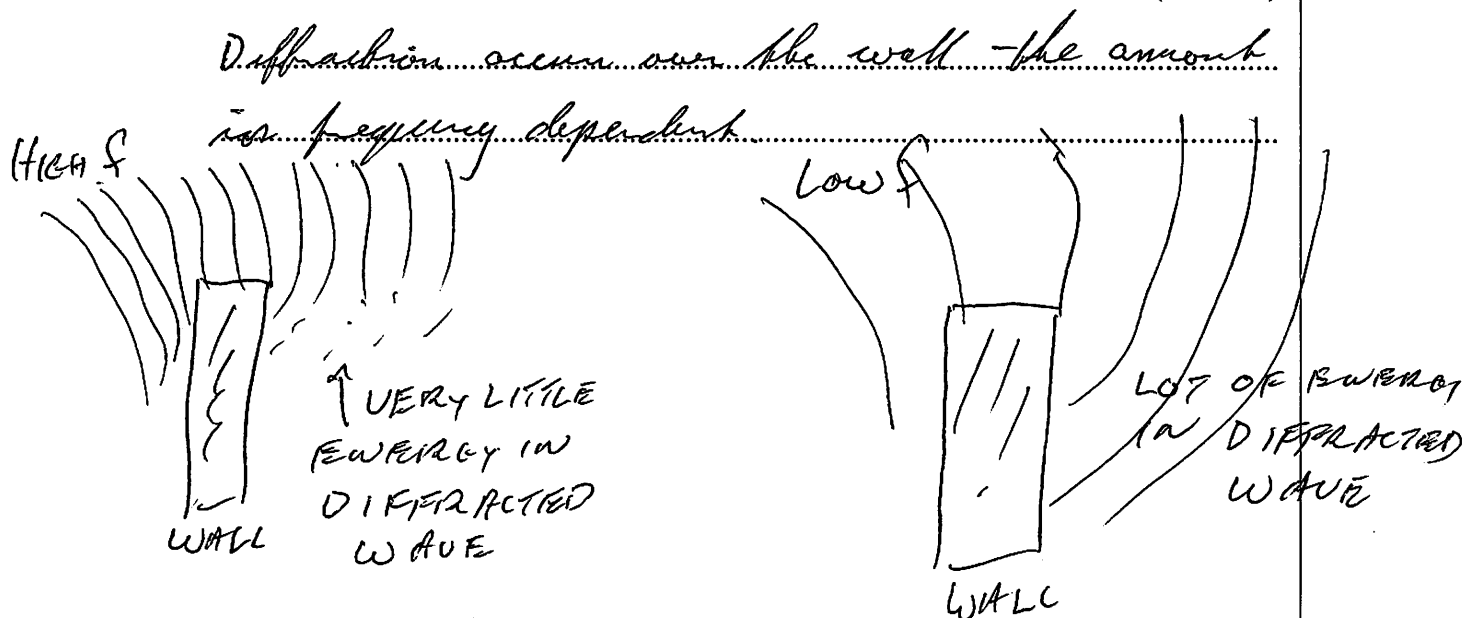 Diffraction occurs over the wall - the amount
is frequency dependent
HIGH f
Low f
VERY LITTLE
ENERGY IN
DIFFRACTED
WAVE
WALL
LOT OF ENERGY
IN DIFFRACTED
WAVE
WALL